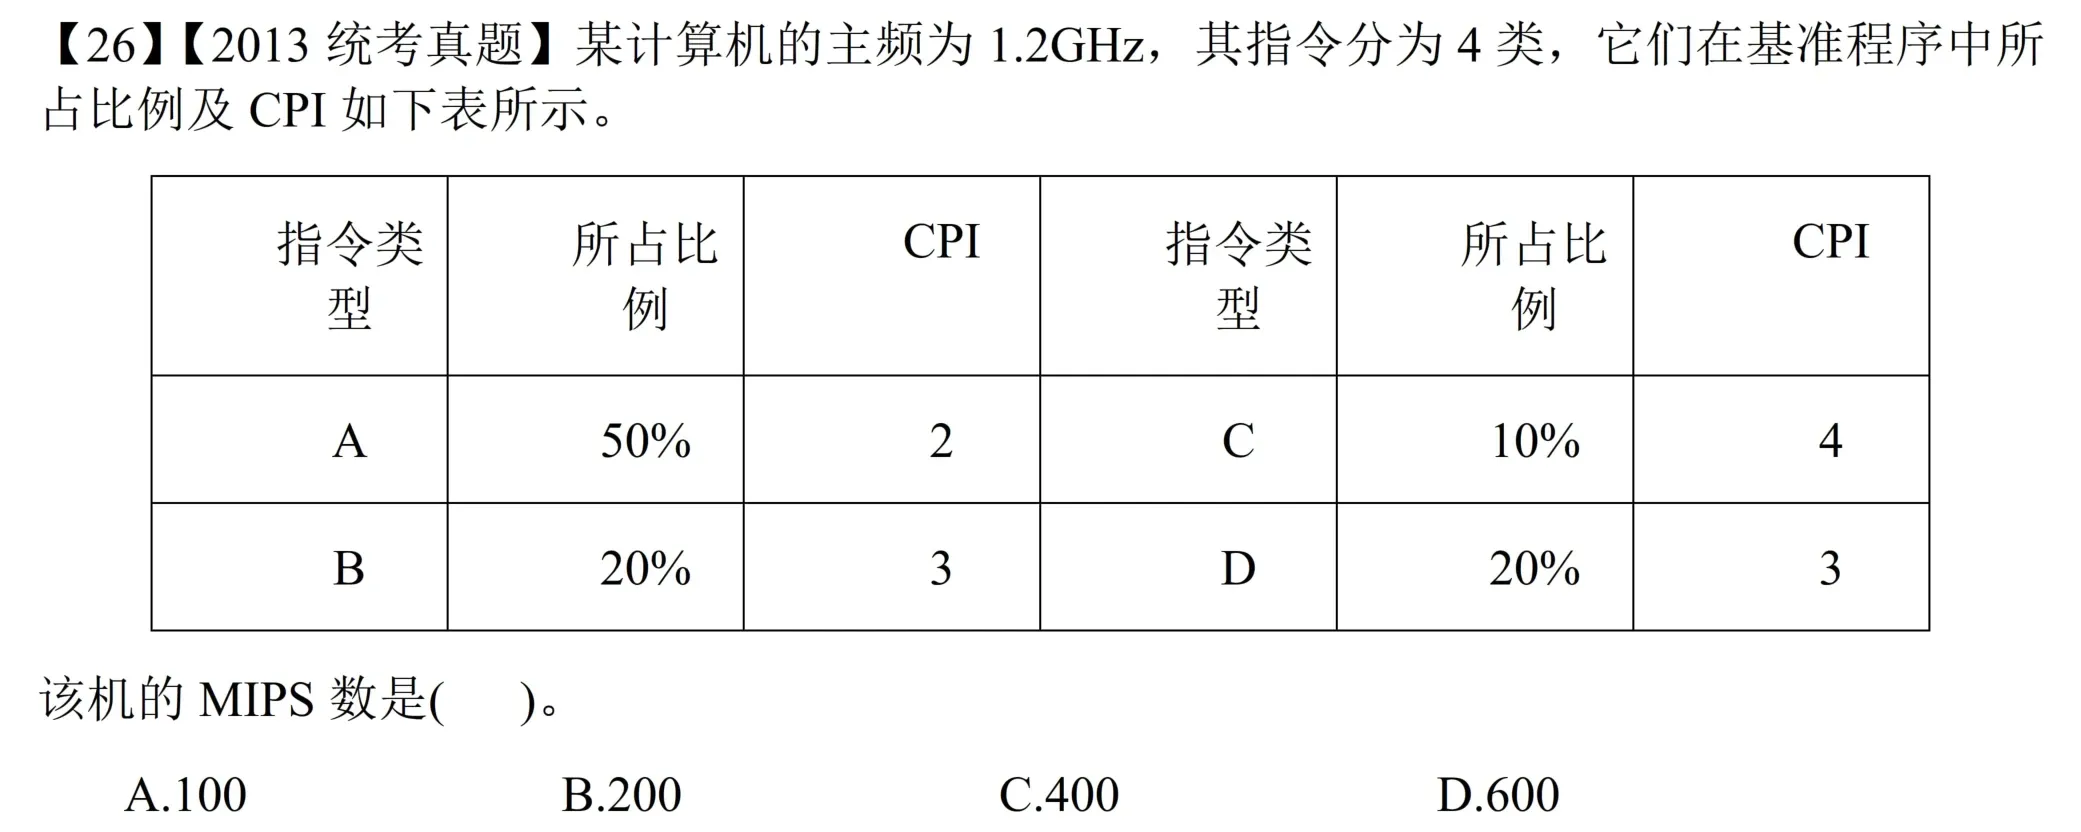 【26】【2013 统考真题】某计算机的主频为 1.2GHz，其指令分为 4 类，它们在基准程序中所
占比例及 CPI 如下表所示。
指令类型 所占比例 CPI 指令类型 所占比例 CPI
A 50% 2 C 10% 4
B 20% 3 D 20% 3
该机的 MIPS 数是( )。
A.100 B.200 C.400 D.600